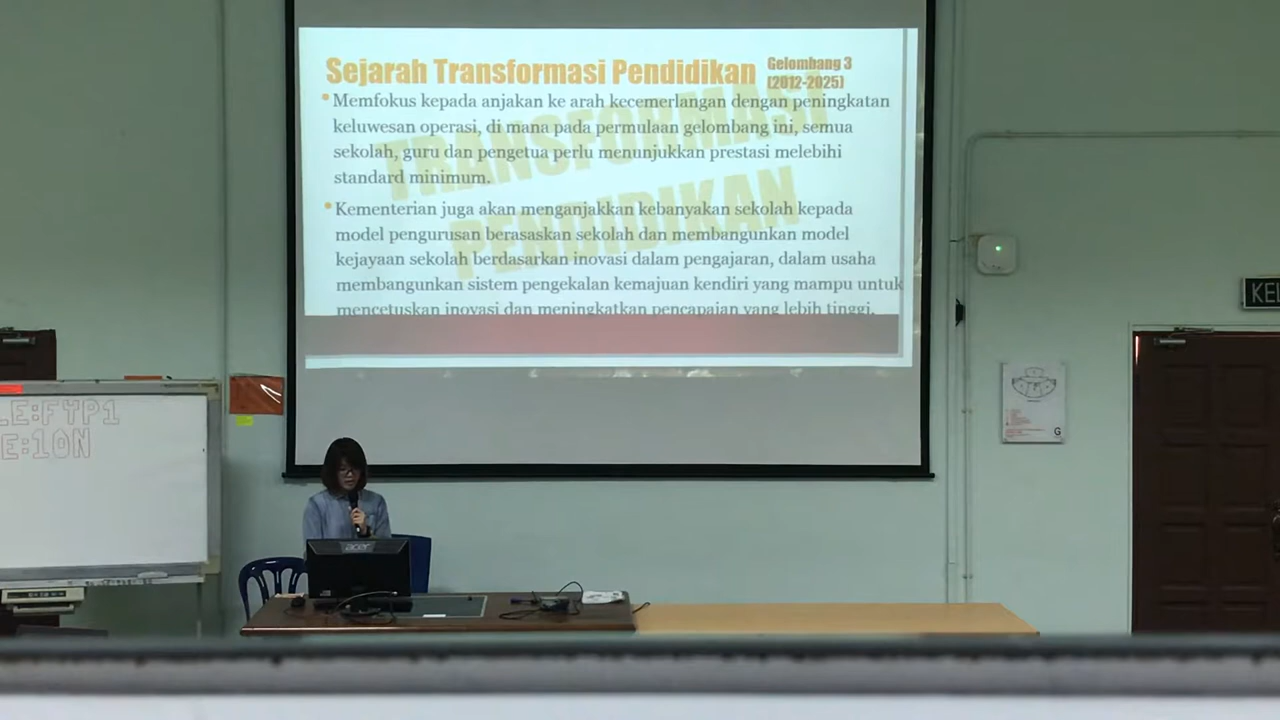 Sejarah Transformasi Pendidikan
Gelombang 3
(2012-2025)
TRANSFORMASI
PENDIDIKAN
Memfokus kepada anjakan ke arah kecemerlangan dengan peningkatan
keluwesan operasi, di mana pada permulaan gelombang ini, semua
sekolah, guru dan pengetua perlu menunjukkan prestasi melebihi
standard minimum.
Kementerian juga akan menganjakkan kebanyakan sekolah kepada
model pengurusan berasaskan sekolah dan membangunkan model
kejayaan sekolah berdasarkan inovasi dalam pengajaran, dalam usaha
membangunkan sistem pengekalan kemajuan kendiri yang mampu untuk
mencetuskan inovasi dan meningkatkan pencapaian yang lebih tinggi.
LE:FYP1
E:10N
acer
G
KEL